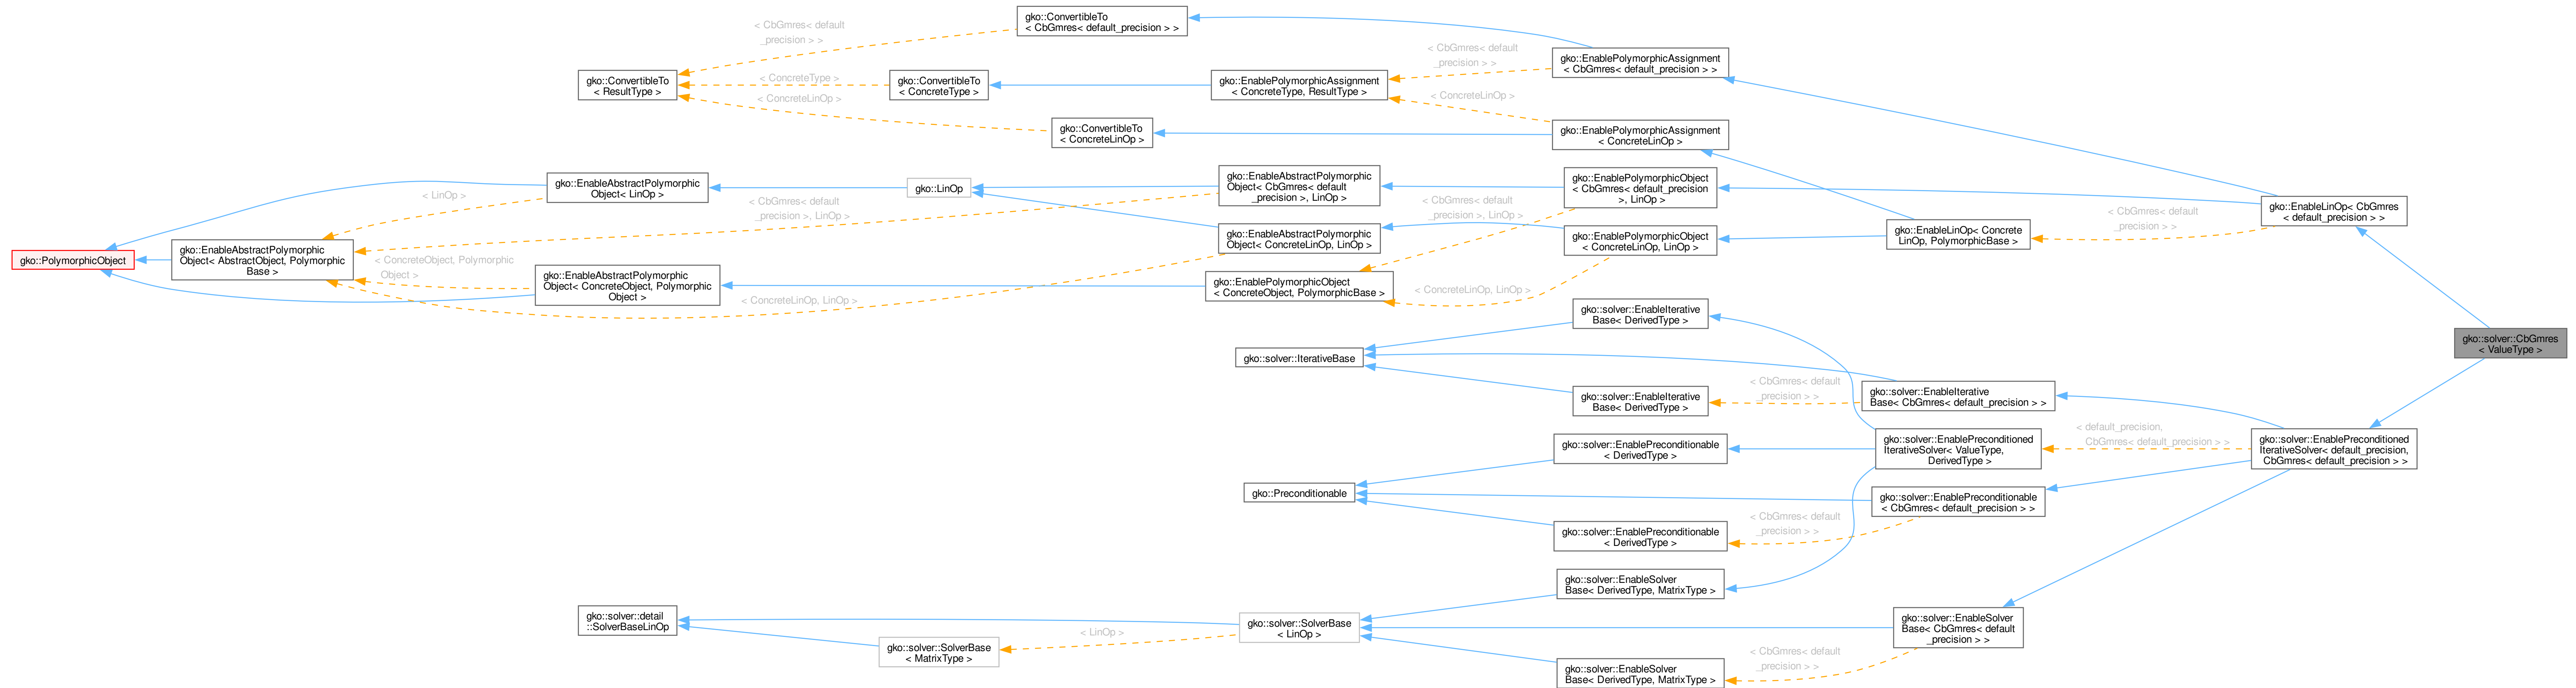 gko::ConvertibleTo
< CbGmres< default_precision > >
< CbGmres< default
_precision > >
gko::ConvertibleTo
< ResultType >
< ConcreteType >
gko::ConvertibleTo
< ConcreteType >
< ConcreteLinOp >
gko::EnablePolymorphicAssignment
< ConcreteType, ResultType >
< CbGmres< default
_precision > >
gko::EnablePolymorphicAssignment
< CbGmres< default_precision > >
< ConcreteLinOp >
gko::ConvertibleTo
< ConcreteLinOp >
gko::EnablePolymorphicAssignment
< ConcreteLinOp >
gko::EnableAbstractPolymorphic
Object< LinOp >
< LinOp >
gko::LinOp
< CbGmres< default
_precision >, LinOp >
gko::EnableAbstractPolymorphic
Object< CbGmres< default
_precision >, LinOp >
gko::EnablePolymorphicObject
< CbGmres< default_precision
>, LinOp >
< CbGmres< default
_precision >, LinOp >
gko::EnableLinOp< CbGmres
< default_precision > >
gko::EnableAbstractPolymorphic
Object< ConcreteLinOp, LinOp >
gko::EnablePolymorphicObject
< ConcreteLinOp, LinOp >
gko::EnableLinOp< Concrete
LinOp, PolymorphicBase >
< CbGmres< default
_precision > >
gko::PolymorphicObject
gko::EnableAbstractPolymorphic
Object< AbstractObject, Polymorphic
Base >
< ConcreteObject, Polymorphic
Object >
gko::EnableAbstractPolymorphic
Object< ConcreteObject, Polymorphic
Object >
< ConcreteLinOp, LinOp >
gko::EnablePolymorphicObject
< ConcreteObject, PolymorphicBase >
< ConcreteLinOp, LinOp >
gko::solver::EnableIterative
Base< DerivedType >
gko::solver::CbGmres
< ValueType >
gko::solver::IterativeBase
gko::solver::EnableIterative
Base< DerivedType >
< CbGmres< default
_precision > >
gko::solver::EnableIterative
Base< CbGmres< default_precision > >
gko::solver::EnablePreconditionable
< DerivedType >
gko::solver::EnablePreconditioned
IterativeSolver< ValueType,
DerivedType >
< default_precision,
CbGmres< default_precision > >
gko::solver::EnablePreconditioned
IterativeSolver< default_precision,
CbGmres< default_precision > >
gko::Preconditionable
gko::solver::EnablePreconditionable
< CbGmres< default_precision > >
gko::solver::EnablePreconditionable
< DerivedType >
< CbGmres< default
_precision > >
gko::solver::EnableSolver
Base< DerivedType, MatrixType >
gko::solver::detail
::SolverBaseLinOp
gko::solver::SolverBase
< MatrixType >
< LinOp >
gko::solver::SolverBase
< LinOp >
gko::solver::EnableSolver
Base< CbGmres< default
_precision > >
gko::solver::EnableSolver
Base< DerivedType, MatrixType >
< CbGmres< default
_precision > >